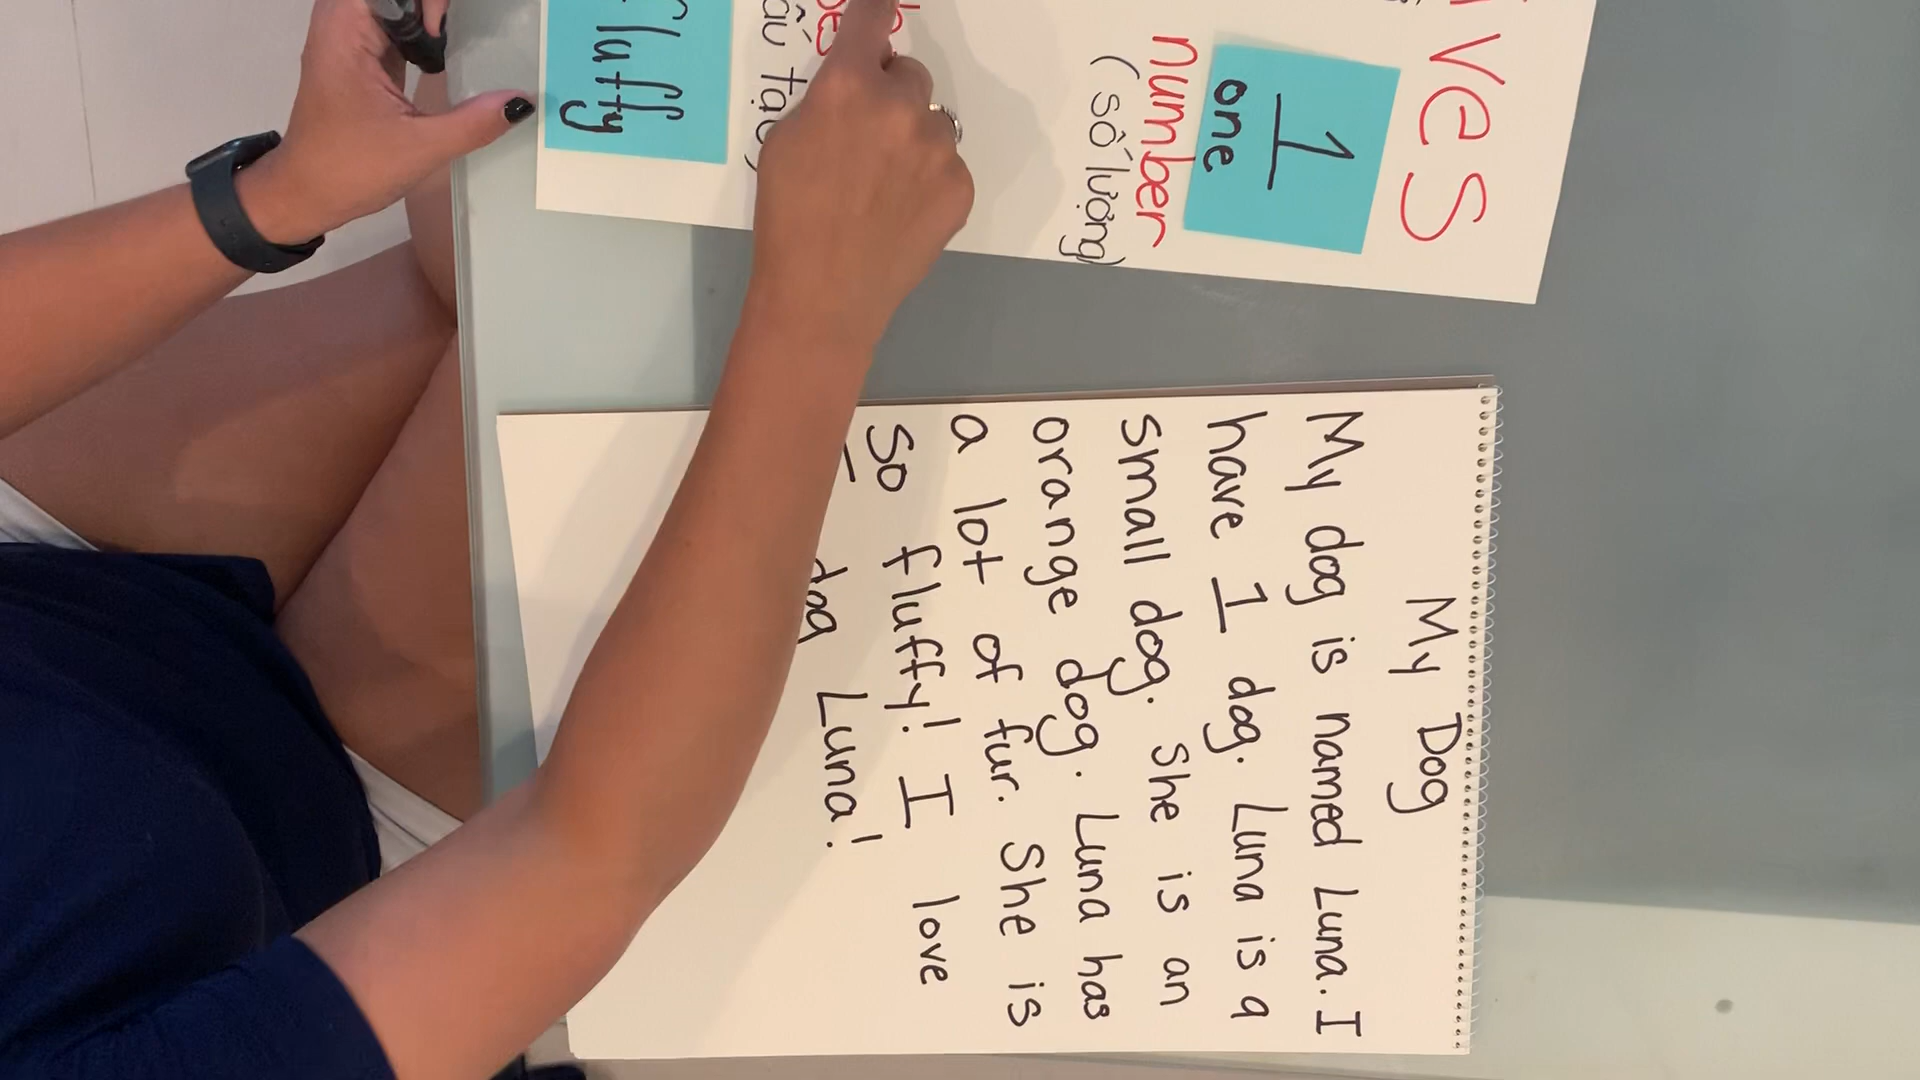 ves
1
one
number
(số lượng)
fluffy
My Dog
My dog is named Luna. I
have 1 dog. Luna is a
small dog. She is an
orange dog. Luna has
a lot of fur. She is
so fluffy! I love
dog Luna!